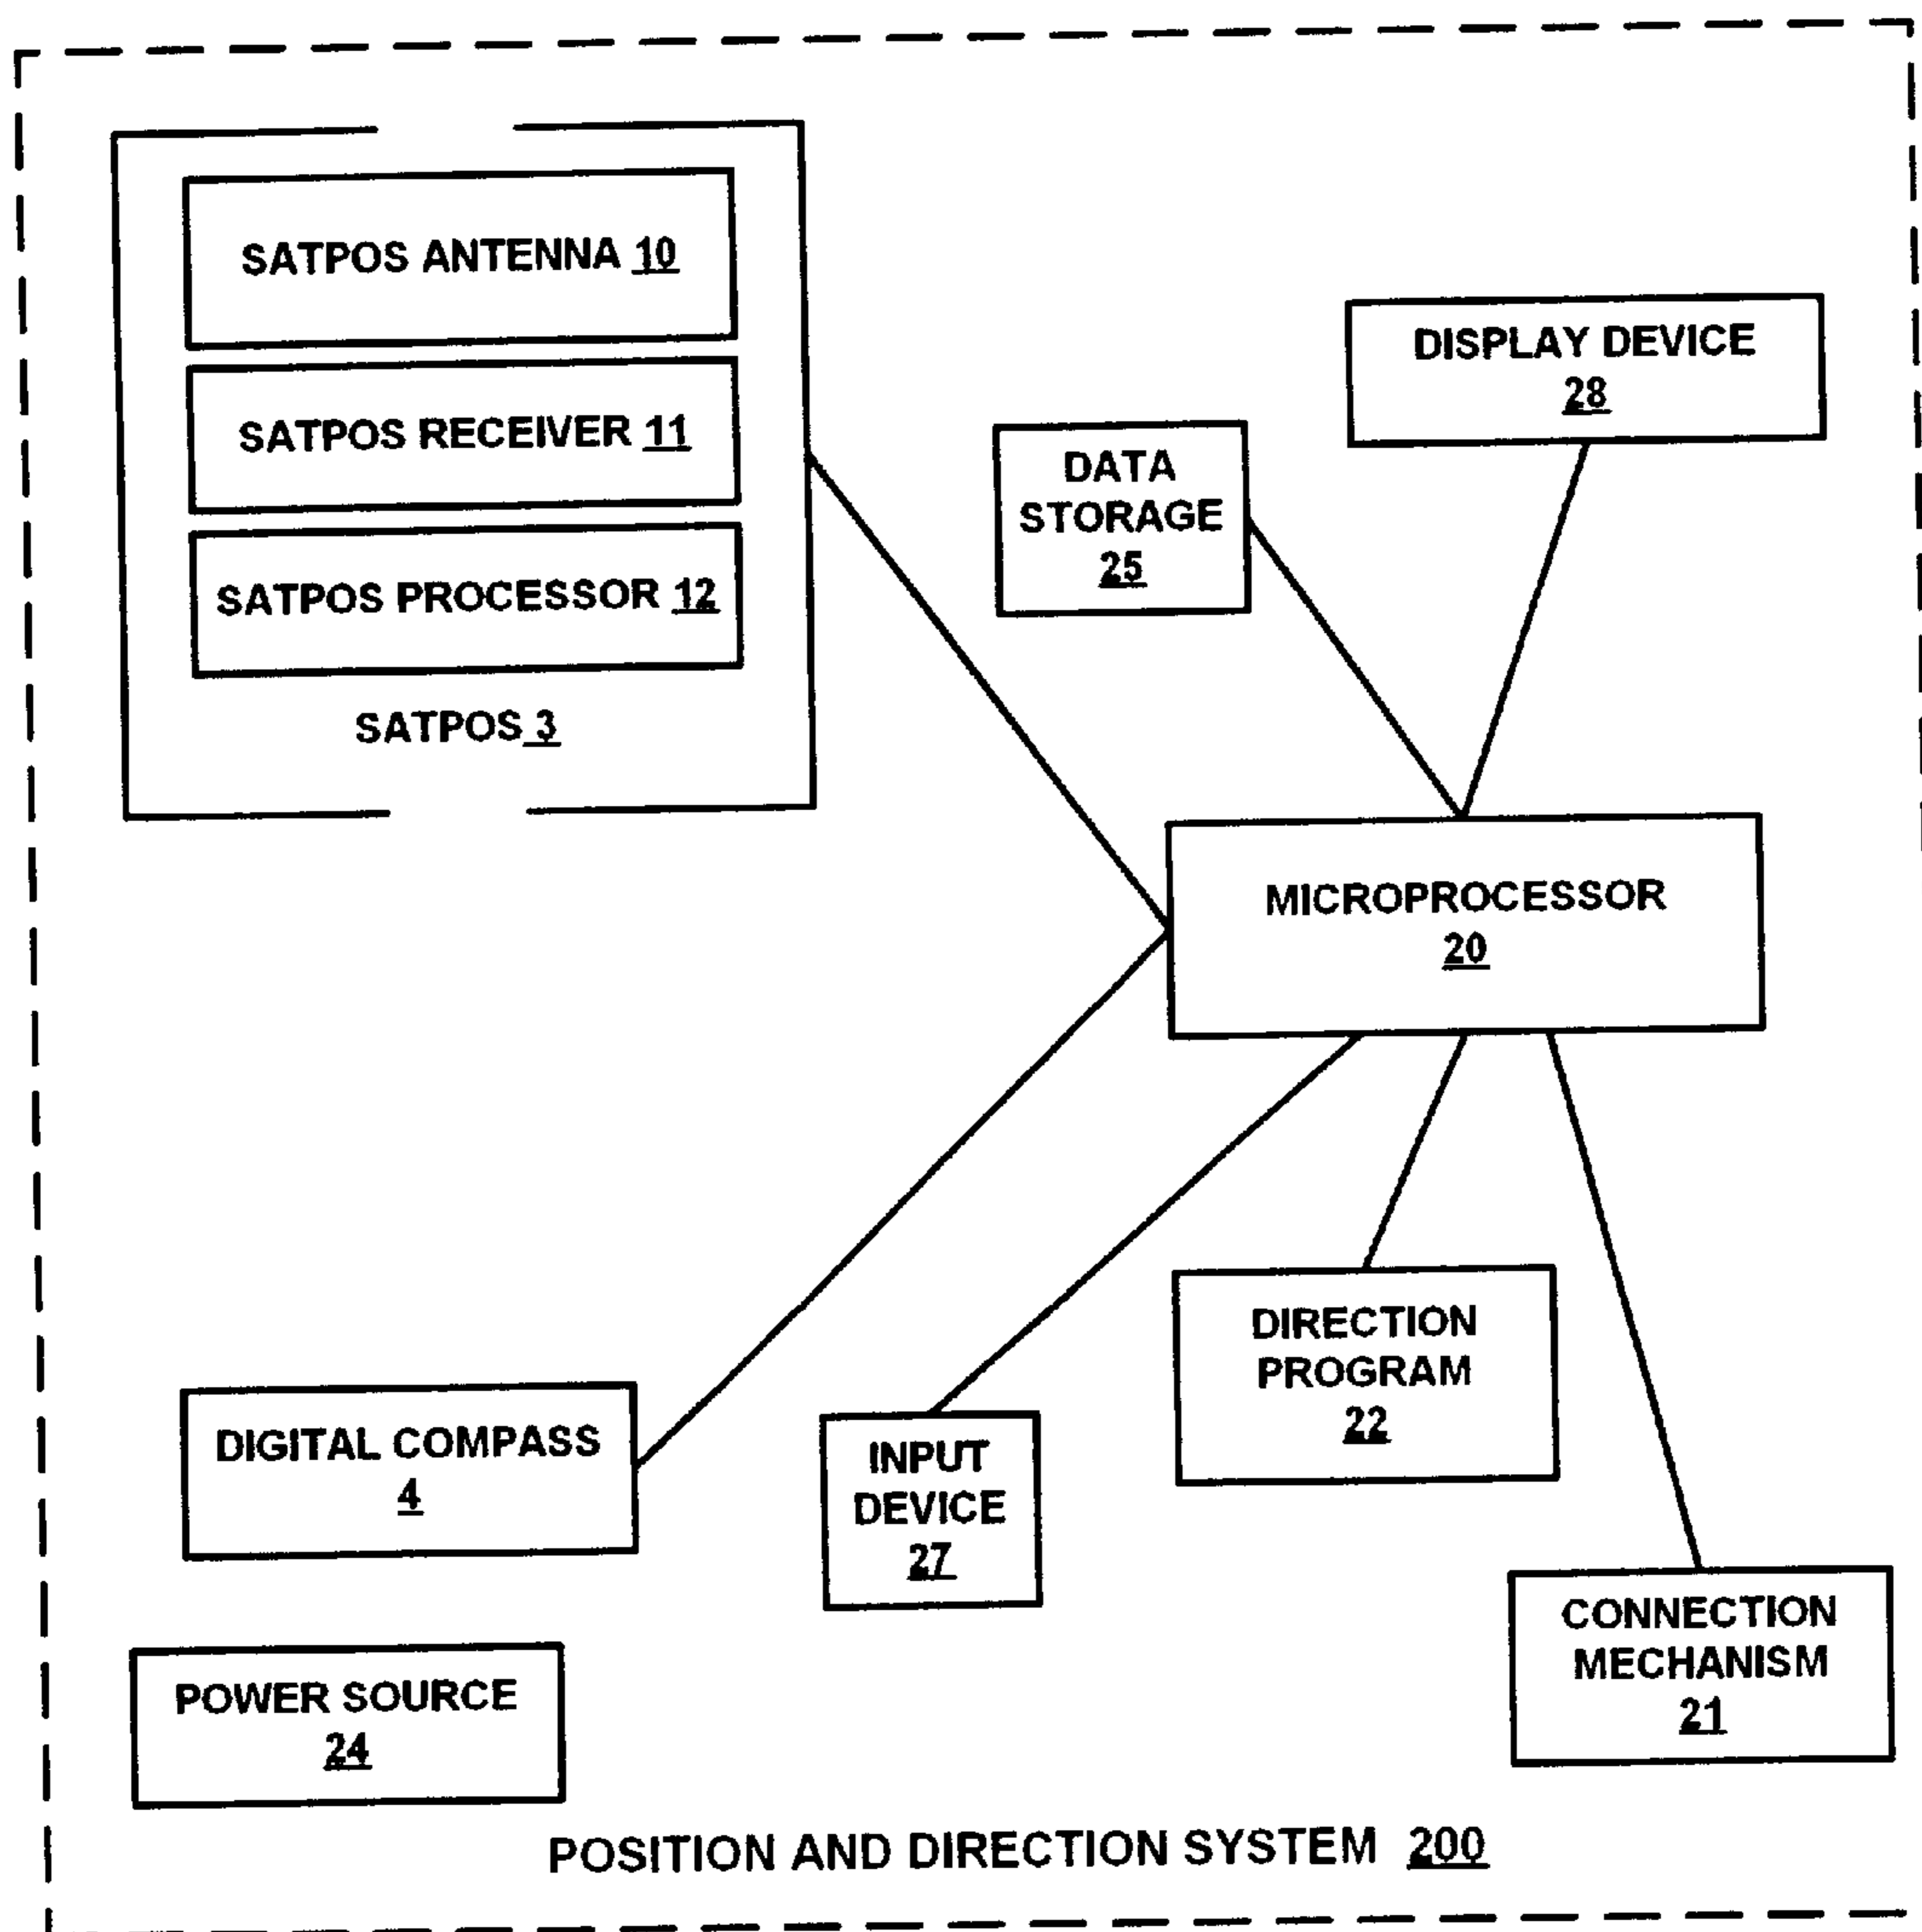 SATPOS ANTENNA 10
SATPOS RECEIVER 11
SATPOS PROCESSOR 12
SATPOS 3
DISPLAY DEVICE
28
DATA
STORAGE
25
MICROPROCESSOR
20
DIRECTION
PROGRAM
22
DIGITAL COMPASS
4
INPUT
DEVICE
27
CONNECTION
MECHANISM
21
POWER SOURCE
24
POSITION AND DIRECTION SYSTEM 200